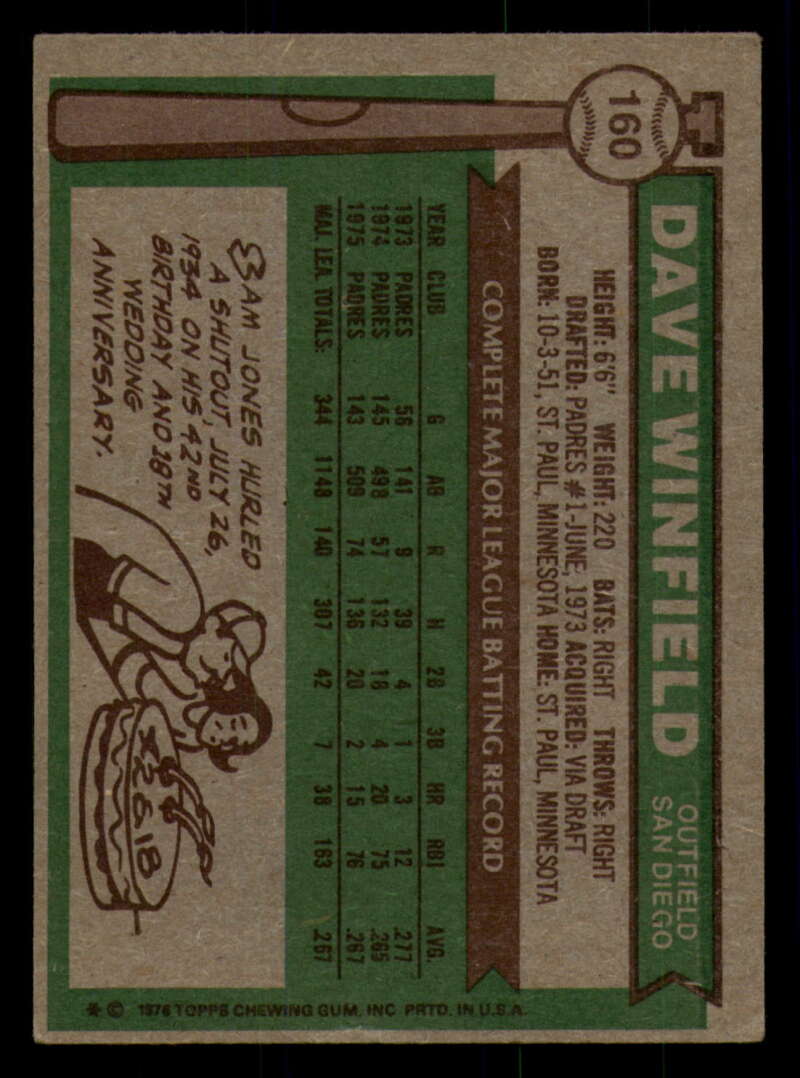 160
DAVE WINFIELD
OUTFIELD
SAN DIEGO
HEIGHT: 6'6" WEIGHT: 220 BATS: RIGHT THROWS: RIGHT
DRAFTED: PADRES #1-JUNE, 1973 ACQUIRED: VIA DRAFT
BORN: 10-3-51, ST. PAUL, MINNESOTA HOME: ST. PAUL, MINNESOTA
COMPLETE MAJOR LEAGUE BATTING RECORD
YEAR CLUB G AB R H 2B 3B HR RBI AVG.
1973 PADRES 56 141 9 39 4 1 3 12 .277
1974 PADRES 145 498 57 132 18 4 20 75 .265
1975 PADRES 143 509 74 136 20 2 15 76 .267
MAJ. LEA. TOTALS: 344 1148 140 307 42 7 38 163 .267
SAM JONES HURLED
A SHUTOUT, JULY 26,
1934 ON HIS 42ND
BIRTHDAY AND 18TH
WEDDING
ANNIVERSARY.
* © 1976 TOPPS CHEWING GUM, INC. PRTD. IN U.S.A.